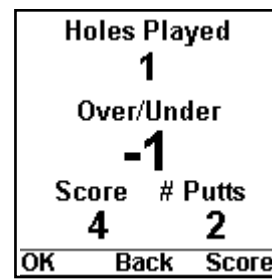 Holes Played
1
Over/Under
-1
Score # Putts
4 2
OK Back Score